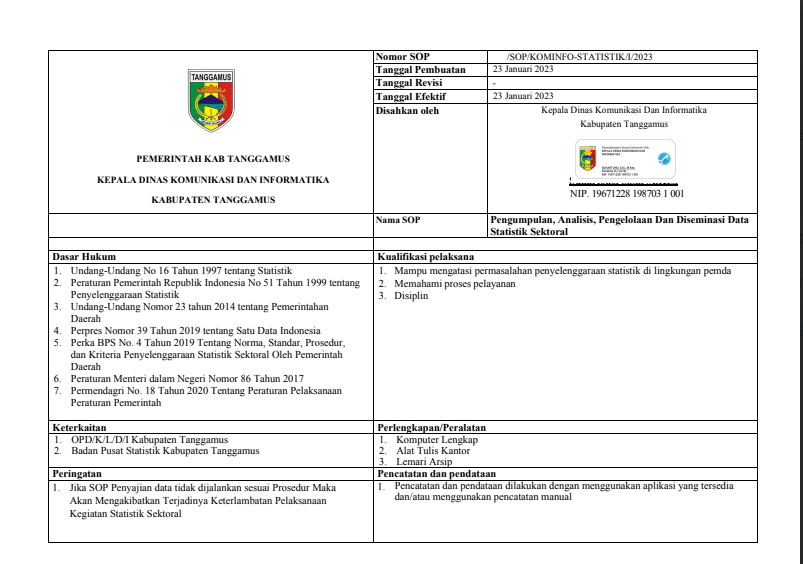 TANGGAMUS
PEMERINTAH KAB TANGGAMUS
KEPALA DINAS KOMUNIKASI DAN INFORMATIKA
KABUPATEN TANGGAMUS
Nomor SOP /SOP/KOMINFO-STATISTIK/I/2023
Tanggal Pembuatan 23 Januari 2023
Tanggal Revisi -
Tanggal Efektif 23 Januari 2023
Disahkan oleh Kepala Dinas Komunikasi Dan Informatika
Kabupaten Tanggamus
NIP. 19671228 198703 1 001
Nama SOP Pengumpulan, Analisis, Pengelolaan Dan Diseminasi Data
Statistik Sektoral
Dasar Hukum
1. Undang-Undang No 16 Tahun 1997 tentang Statistik
2. Peraturan Pemerintah Republik Indonesia No 51 Tahun 1999 tentang
Penyelenggaraan Statistik
3. Undang-Undang Nomor 23 tahun 2014 tentang Pemerintahan
Daerah
4. Perpres Nomor 39 Tahun 2019 tentang Satu Data Indonesia
5. Perka BPS No. 4 Tahun 2019 Tentang Norma, Standar, Prosedur,
dan Kriteria Penyelenggaraan Statistik Sektoral Oleh Pemerintah
Daerah
6. Peraturan Menteri dalam Negeri Nomor 86 Tahun 2017
7. Permendagri No. 18 Tahun 2020 Tentang Peraturan Pelaksanaan
Peraturan Pemerintah
Kualifikasi pelaksana
1. Mampu mengatasi permasalahan penyelenggaraan statistik di lingkungan pemda
2. Memahami proses pelayanan
3. Disiplin
Keterkaitan
1. OPD/K/L/D/I Kabupaten Tanggamus
2. Badan Pusat Statistik Kabupaten Tanggamus
Perlengkapan/Peralatan
1. Komputer Lengkap
2. Alat Tulis Kantor
3. Lemari Arsip
Peringatan
1. Jika SOP Penyajian data tidak dijalankan sesuai Prosedur Maka
Akan Mengakibatkan Terjadinya Keterlambatan Pelaksanaan
Kegiatan Statistik Sektoral
Pencatatan dan pendataan
1. Pencatatan dan pendataan dilakukan dengan menggunakan aplikasi yang tersedia
dan/atau menggunakan pencatatan manual